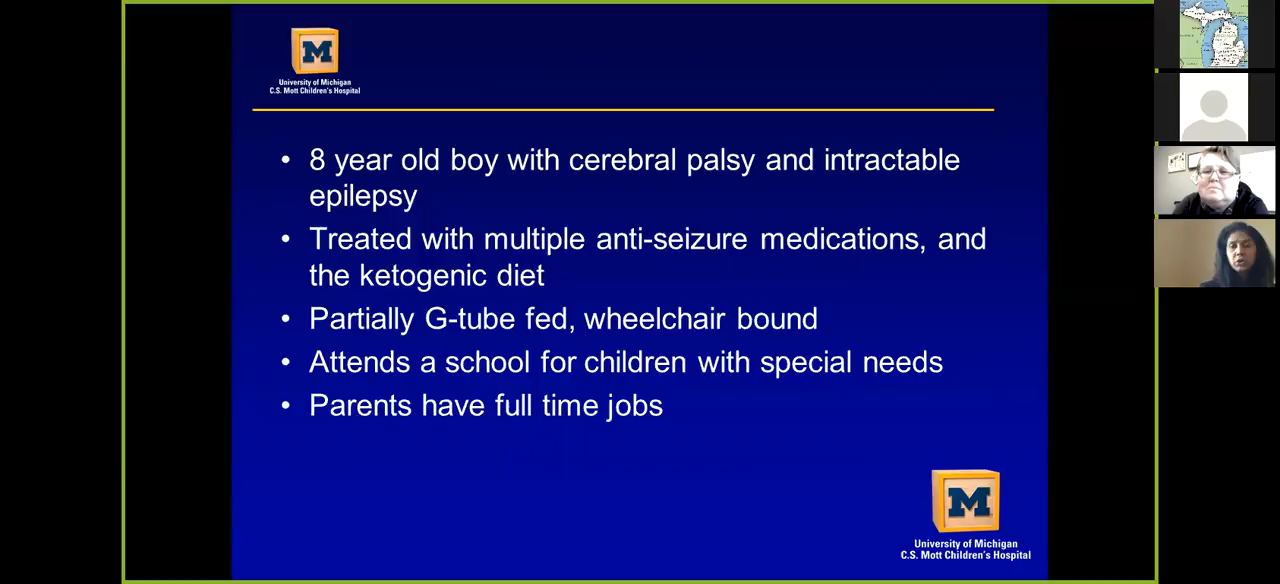 M
University of Michigan
C.S. Mott Children's Hospital
• 8 year old boy with cerebral palsy and intractable
epilepsy
• Treated with multiple anti-seizure medications, and
the ketogenic diet
• Partially G-tube fed, wheelchair bound
• Attends a school for children with special needs
• Parents have full time jobs
M
University of Michigan
C.S. Mott Children's Hospital